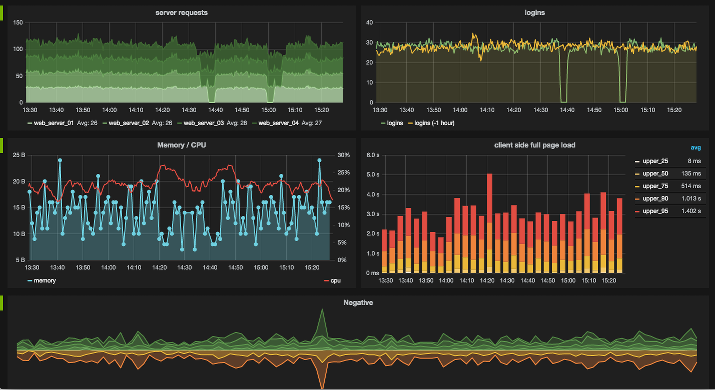 server requests
150
100
50
0
13:30 13:40 13:50 14:00 14:10 14:20 14:30 14:40 14:50 15:00 15:10 15:20
web_server_01 Avg: 26 web_server_02 Avg: 26 web_server_03 Avg: 28 web_server_04 Avg: 27
logins
40
30
20
10
0
13:30 13:40 13:50 14:00 14:10 14:20 14:30 14:40 14:50 15:00 15:10 15:20
logins logins (-1 hour)
Memory / CPU
25 B 30%
25%
20 B 20%
15 B 15%
10%
10 B 5%
5 B 0%
13:30 13:40 13:50 14:00 14:10 14:20 14:30 14:40 14:50 15:00 15:10 15:20
memory cpu
client side full page load
6.0 s
5.0 s
4.0 s
3.0 s
2.0 s
1.0 s
0 ms
13:30 13:40 13:50 14:00 14:10 14:20 14:30 14:40 14:50 15:00 15:10 15:20
avg
upper_25 8 ms
upper_50 135 ms
upper_75 514 ms
upper_90 1.013 s
upper_95 1.402 s
Negative